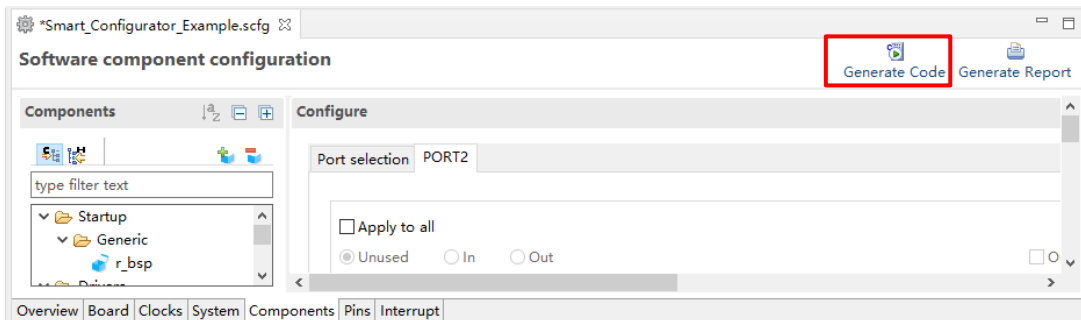 *Smart_Configurator_Example.scfg
Software component configuration
Generate Code
Generate Report
Components
Configure
Port selection
PORT2
type filter text
Startup
Apply to all
Generic
Unused
In
Out
O
r_bsp
Drivers
Overview
Board
Clocks
System
Components
Pins
Interrupt